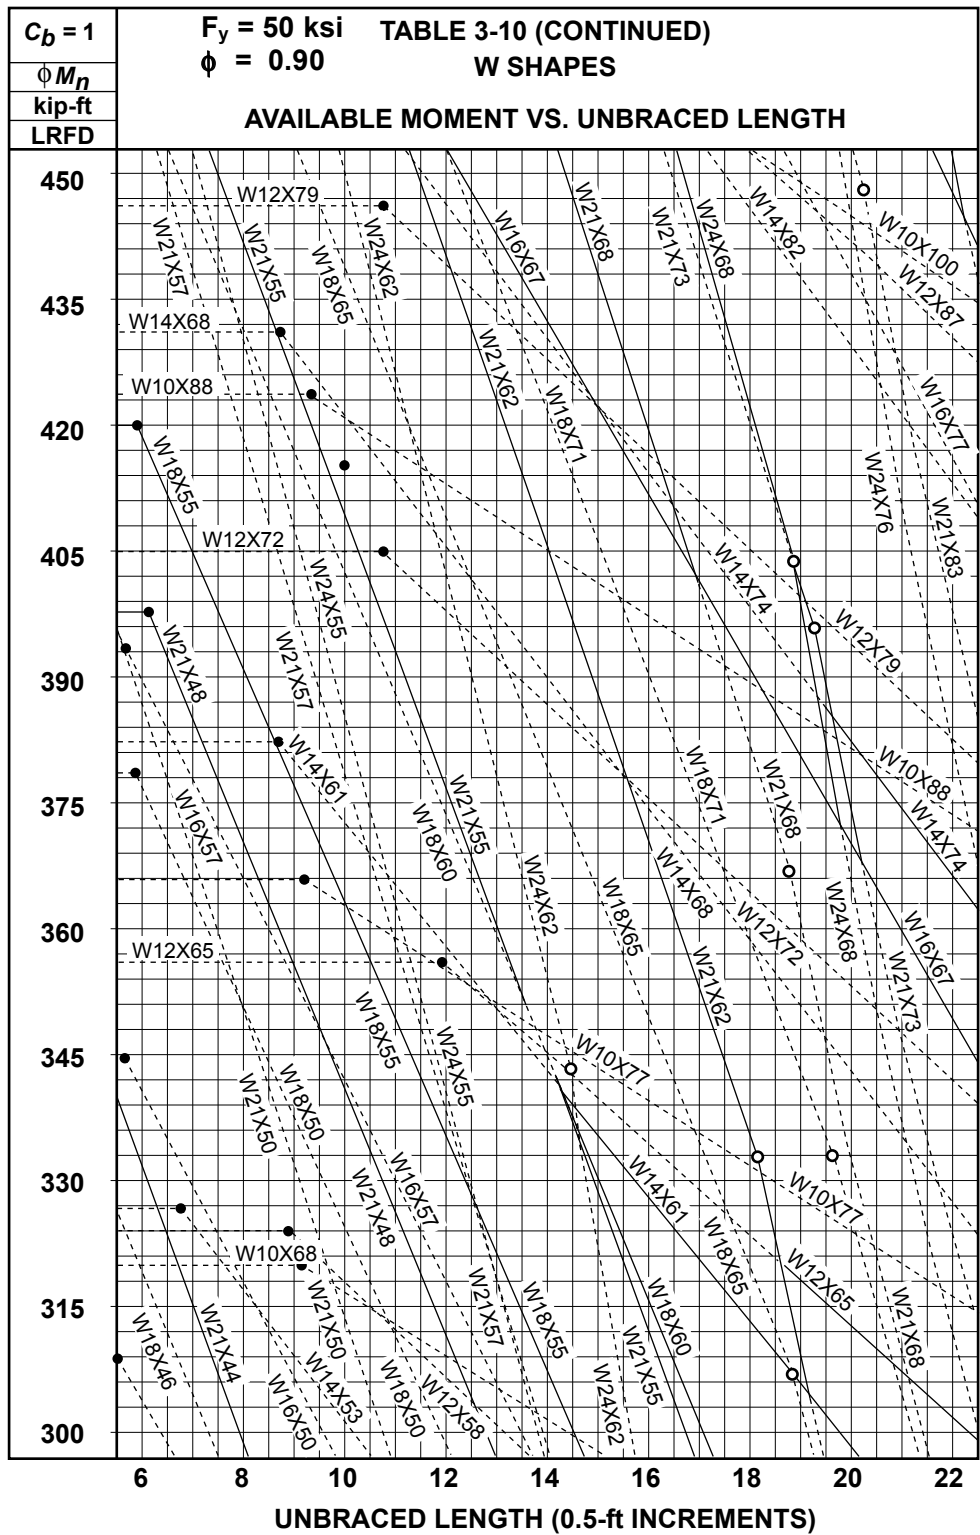 Cb = 1
ϕMn
kip-ft
LRFD
Fy = 50 ksi
ϕ = 0.90
TABLE 3-10 (CONTINUED)
W SHAPES
AVAILABLE MOMENT VS. UNBRACED LENGTH
450
435
420
405
390
375
360
345
330
315
300
W12X79
W21X57
W21X55
W18X65
W24X62
W16X67
W21X68
W21X73
W24X68
W14X82
W10X100
W12X87
W14X68
W10X88
W21X62
W18X71
W16X77
W18X55
W24X76
W21X83
W12X72
W24X55
W14X74
W12X79
W21X48
W21X57
W14X61
W10X88
W16X57
W18X60
W21X55
W18X71
W21X68
W14X74
W14X68
W24X62
W18X65
W12X72
W24X68
W16X67
W12X65
W21X62
W21X73
W18X55
W24X55
W10X77
W21X50
W18X50
W16X57
W21X48
W14X61
W10X77
W10X68
W18X65
W12X65
W21X57
W18X55
W18X60
W21X50
W21X55
W21X68
W18X46
W21X44
W16X50
W14X53
W18X50
W12X58
W24X62
6 8 10 12 14 16 18 20 22
UNBRACED LENGTH (0.5-ft INCREMENTS)